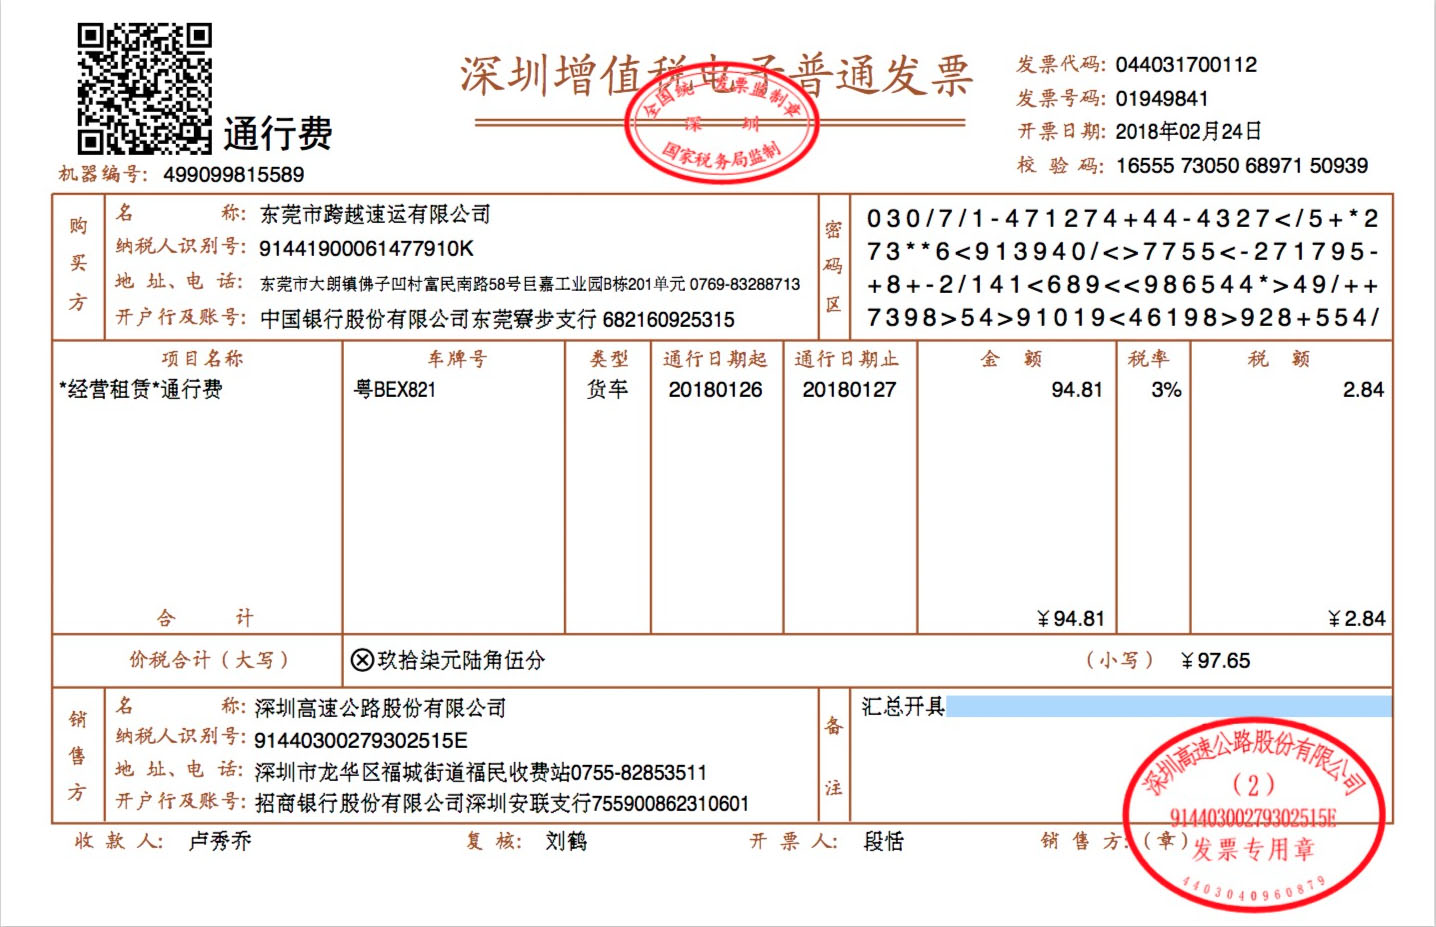 深圳增值税电子普通发票
全国统一发票监制章
深 圳
国家税务局监制
通行费
机器编号: 499099815589
发票代码: 044031700112
发票号码: 01949841
开票日期: 2018年02月24日
校 验 码: 16555 73050 68971 50939
购买方
名 称: 东莞市跨越速运有限公司
纳税人识别号: 91441900061477910K
地 址、电 话: 东莞市大朗镇佛子凹村富民南路58号巨嘉工业园B栋201单元 0769-83288713
开户行及账号: 中国银行股份有限公司东莞寮步支行 682160925315
密码区
030/7/1-471274+44-4327</5+*2
73**6<913940/<>7755<-271795-
+8+-2/141<689<<986544*>49/++
7398>54>91019<46198>928+554/
项目名称 车牌号 类型 通行日期起 通行日期止 金 额 税率 税 额
*经营租赁*通行费 粤BEX821 货车 20180126 20180127 94.81 3% 2.84
合 计 ¥94.81 ¥2.84
价税合计（大写） ⊗玖拾柒元陆角伍分 （小写） ¥97.65
销售方
名 称: 深圳高速公路股份有限公司
纳税人识别号: 91440300279302515E
地 址、电 话: 深圳市龙华区福城街道福民收费站0755-82853511
开户行及账号: 招商银行股份有限公司深圳安联支行755900862310601
备注
汇总开具
收 款 人: 卢秀乔 复 核: 刘鹤 开 票 人: 段恬 销 售 方:（章）
深圳高速公路股份有限公司
(2)
91440300279302515E
发票专用章
4403040960879